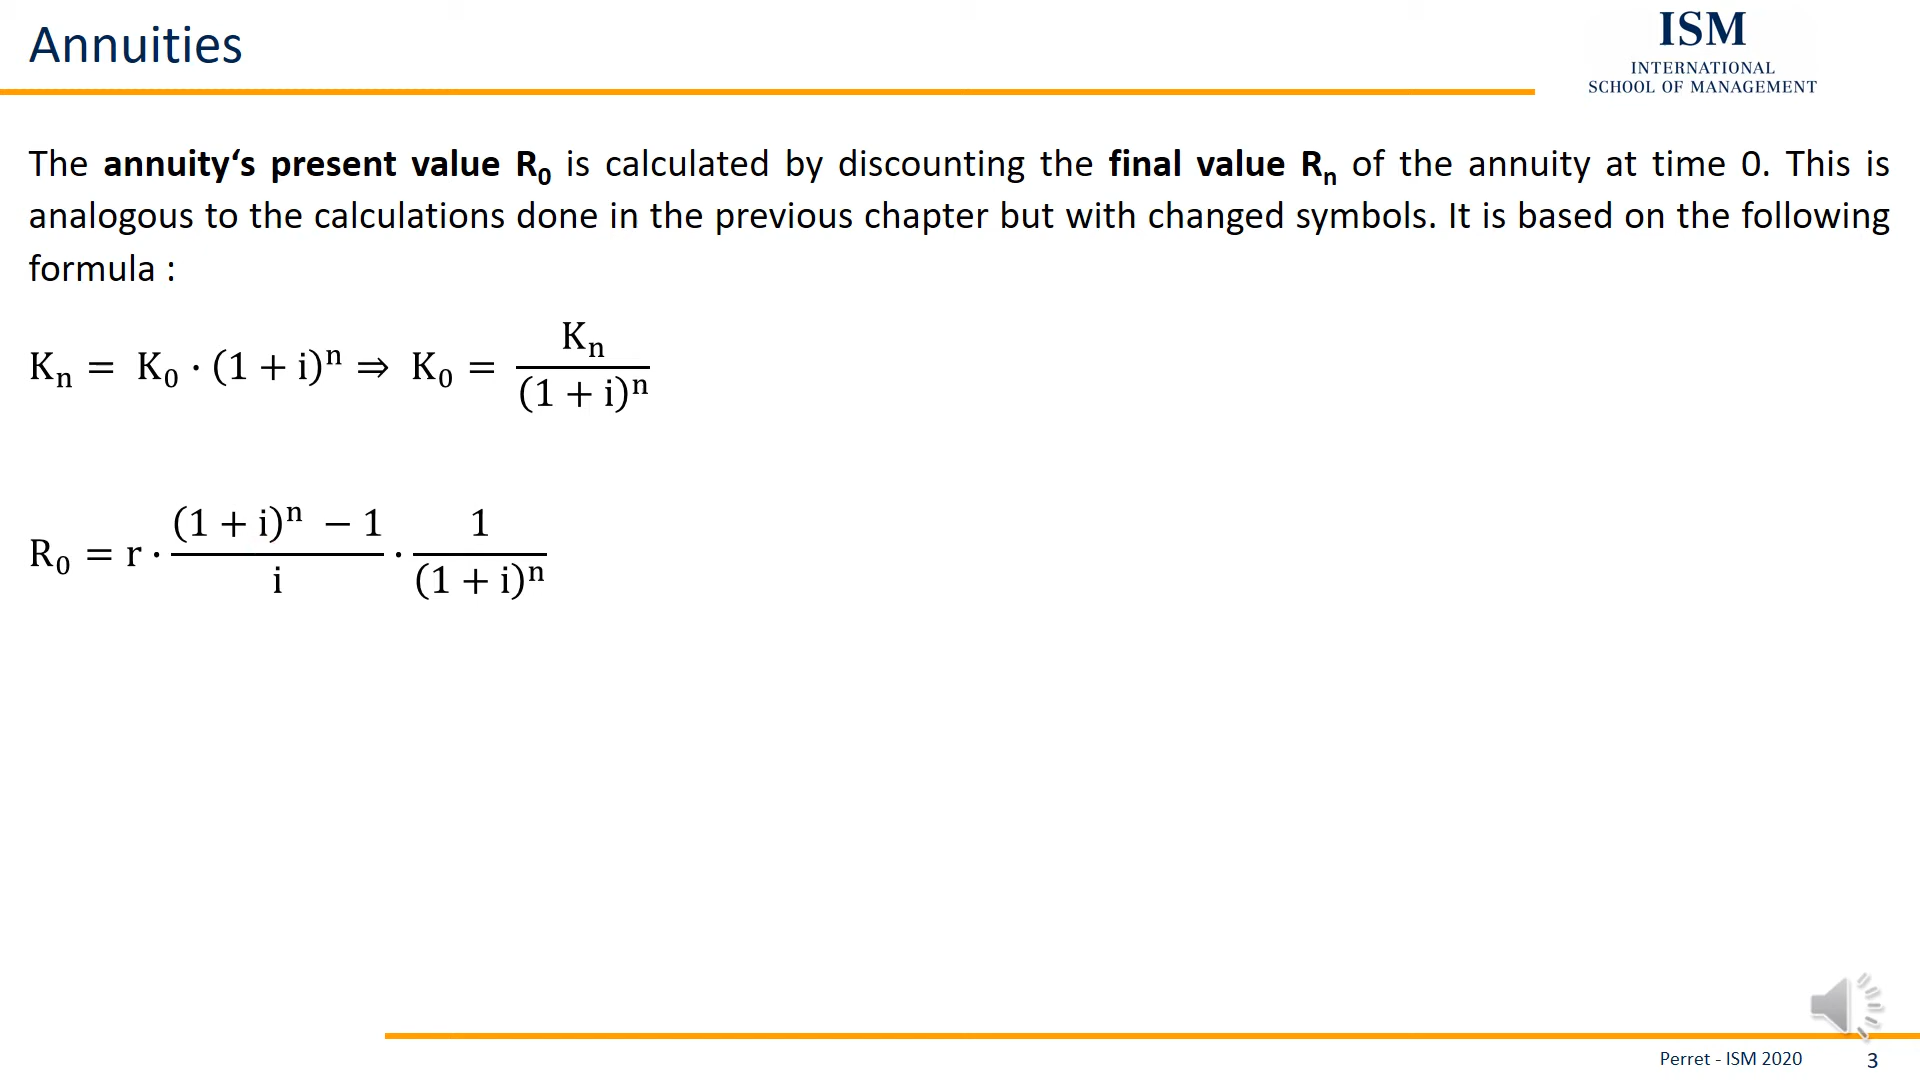 Annuities
ISM
INTERNATIONAL
SCHOOL OF MANAGEMENT
The annuity‘s present value R₀ is calculated by discounting the final value Rₙ of the annuity at time 0. This is
analogous to the calculations done in the previous chapter but with changed symbols. It is based on the following
formula :
Kₙ = K₀ · (1 + i)ⁿ ⇒ K₀ = Kₙ / (1 + i)ⁿ
R₀ = r · ((1 + i)ⁿ − 1) / i · 1 / (1 + i)ⁿ
Perret - ISM 2020
3